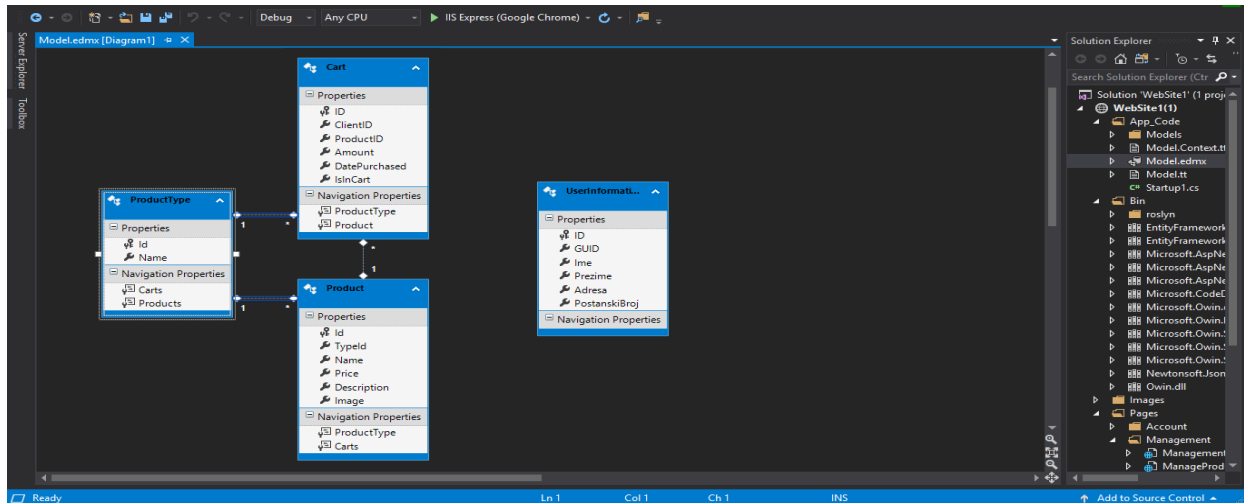 Debug
Any CPU
IIS Express (Google Chrome)
Server Explorer
Toolbox
Model.edmx [Diagram1]
Cart
Properties
ID
ClientID
ProductID
Amount
DatePurchased
IsInCart
Navigation Properties
ProductType
Product
ProductType
Properties
Id
Name
Navigation Properties
Carts
Products
1
*
*
1
1
*
Product
Properties
Id
TypeId
Name
Price
Description
Image
Navigation Properties
ProductType
Carts
UserInformati...
Properties
ID
GUID
Ime
Prezime
Adresa
PostanskiBroj
Navigation Properties
Solution Explorer
Search Solution Explorer (Ctr
Solution 'WebSite1' (1 proj
WebSite1(1)
App_Code
Models
Model.Context.tt
Model.edmx
Model.tt
Startup1.cs
Bin
roslyn
EntityFramework
EntityFramework
Microsoft.AspNe
Microsoft.AspNe
Microsoft.AspNe
Microsoft.CodeD
Microsoft.Owin.
Microsoft.Owin.
Microsoft.Owin.
Microsoft.Owin.
Microsoft.Owin.
Newtonsoft.Json
Owin.dll
Images
Pages
Account
Management
Management
ManageProd
Ready
Ln 1
Col 1
Ch 1
INS
Add to Source Control